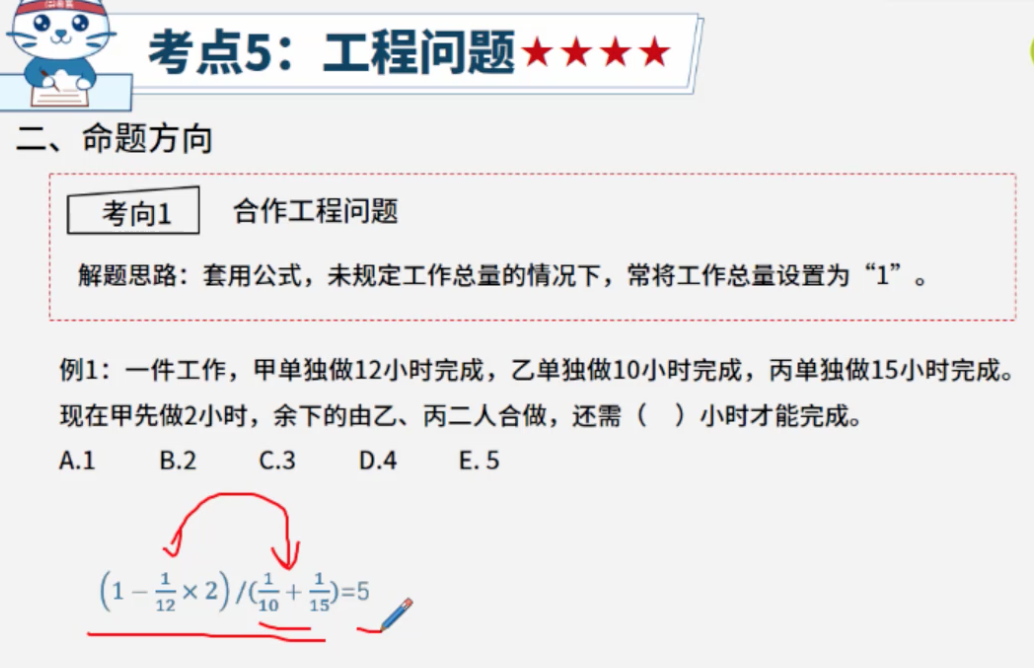 考点5：工程问题★★★★
二、命题方向
考向1 合作工程问题
解题思路：套用公式，未规定工作总量的情况下，常将工作总量设置为“1”。
例1：一件工作，甲单独做12小时完成，乙单独做10小时完成，丙单独做15小时完成。
现在甲先做2小时，余下的由乙、丙二人合做，还需（ ）小时才能完成。
A.1 B.2 C.3 D.4 E. 5
(1 − 1/12 × 2) /(1/10 + 1/15)=5